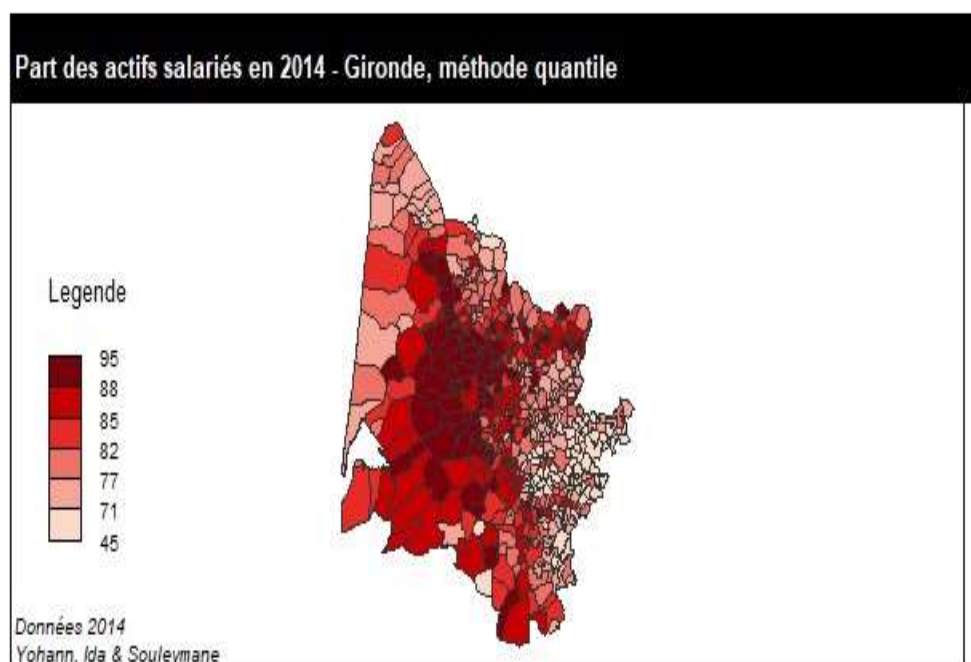 Part des actifs salariés en 2014 - Gironde, méthode quantile
Legende
95
88
85
82
77
71
45
Données 2014
Yohann, Ida & Souleymane